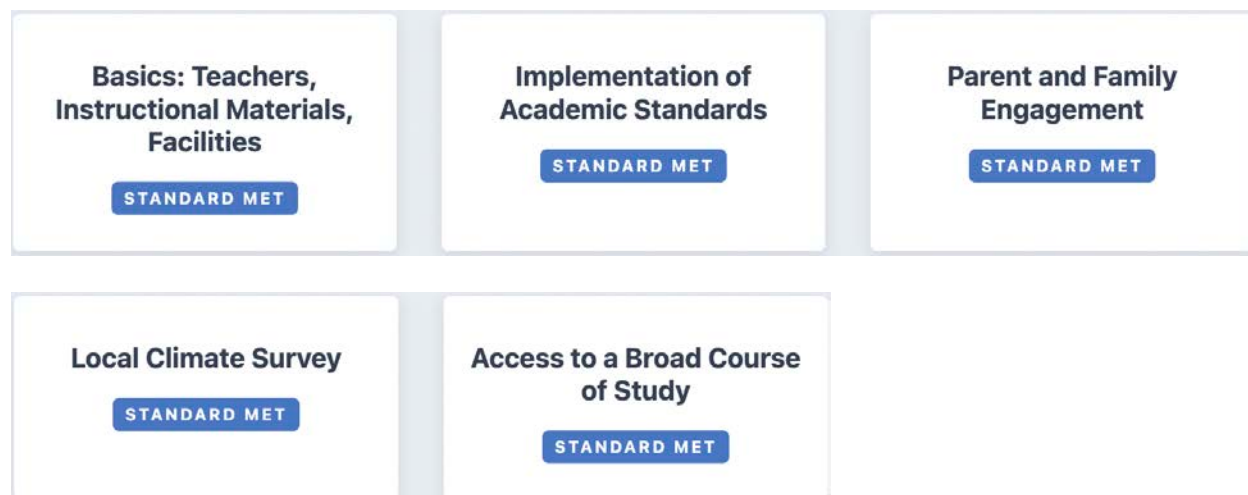 Basics: Teachers,
Instructional Materials,
Facilities
STANDARD MET
Implementation of
Academic Standards
STANDARD MET
Parent and Family
Engagement
STANDARD MET
Local Climate Survey
STANDARD MET
Access to a Broad Course
of Study
STANDARD MET